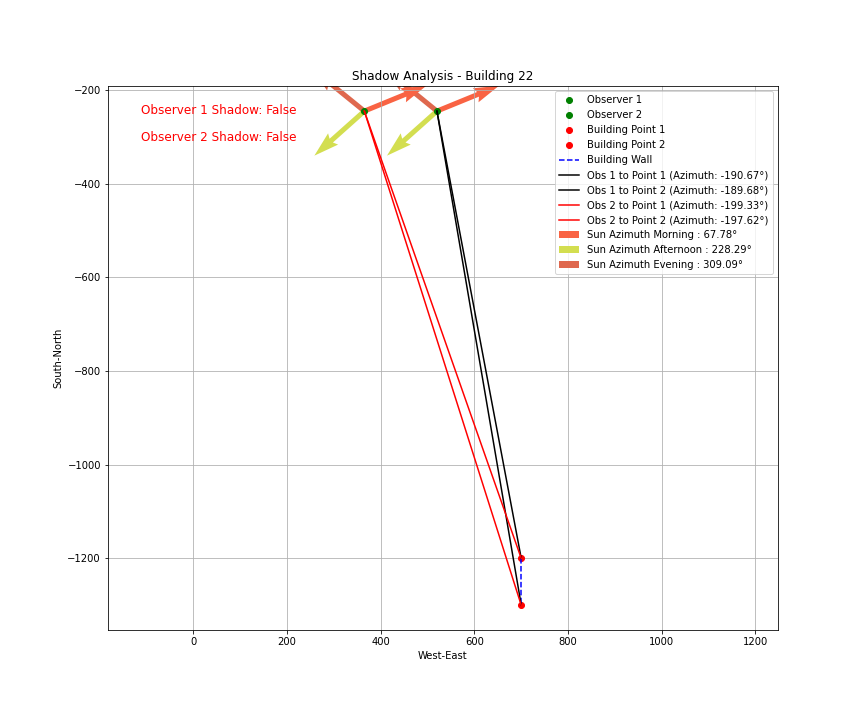 Shadow Analysis - Building 22
Observer 1 Shadow: False
Observer 2 Shadow: False
Observer 1
Observer 2
Building Point 1
Building Point 2
Building Wall
Obs 1 to Point 1 (Azimuth: -190.67°)
Obs 1 to Point 2 (Azimuth: -189.68°)
Obs 2 to Point 1 (Azimuth: -199.33°)
Obs 2 to Point 2 (Azimuth: -197.62°)
Sun Azimuth Morning : 67.78°
Sun Azimuth Afternoon : 228.29°
Sun Azimuth Evening : 309.09°
−200
−400
−600
−800
−1000
−1200
South-North
0 200 400 600 800 1000 1200
West-East